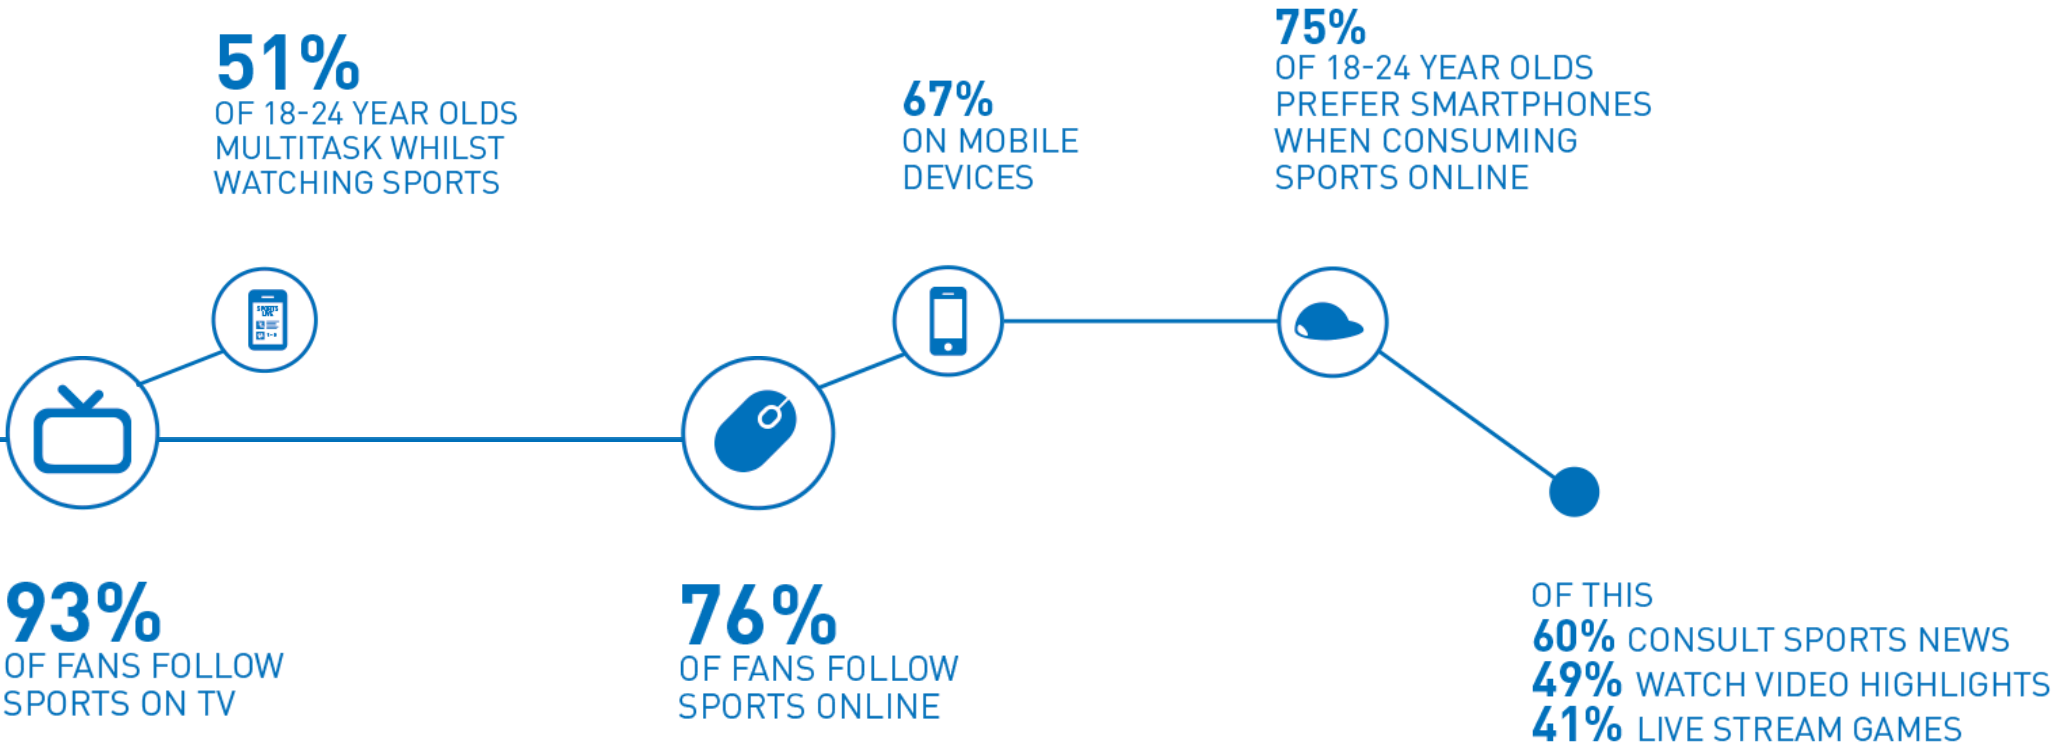 51%
OF 18-24 YEAR OLDS
MULTITASK WHILST
WATCHING SPORTS
67%
ON MOBILE
DEVICES
75%
OF 18-24 YEAR OLDS
PREFER SMARTPHONES
WHEN CONSUMING
SPORTS ONLINE
SPORTS
LIVE
93%
OF FANS FOLLOW
SPORTS ON TV
76%
OF FANS FOLLOW
SPORTS ONLINE
OF THIS
60% CONSULT SPORTS NEWS
49% WATCH VIDEO HIGHLIGHTS
41% LIVE STREAM GAMES